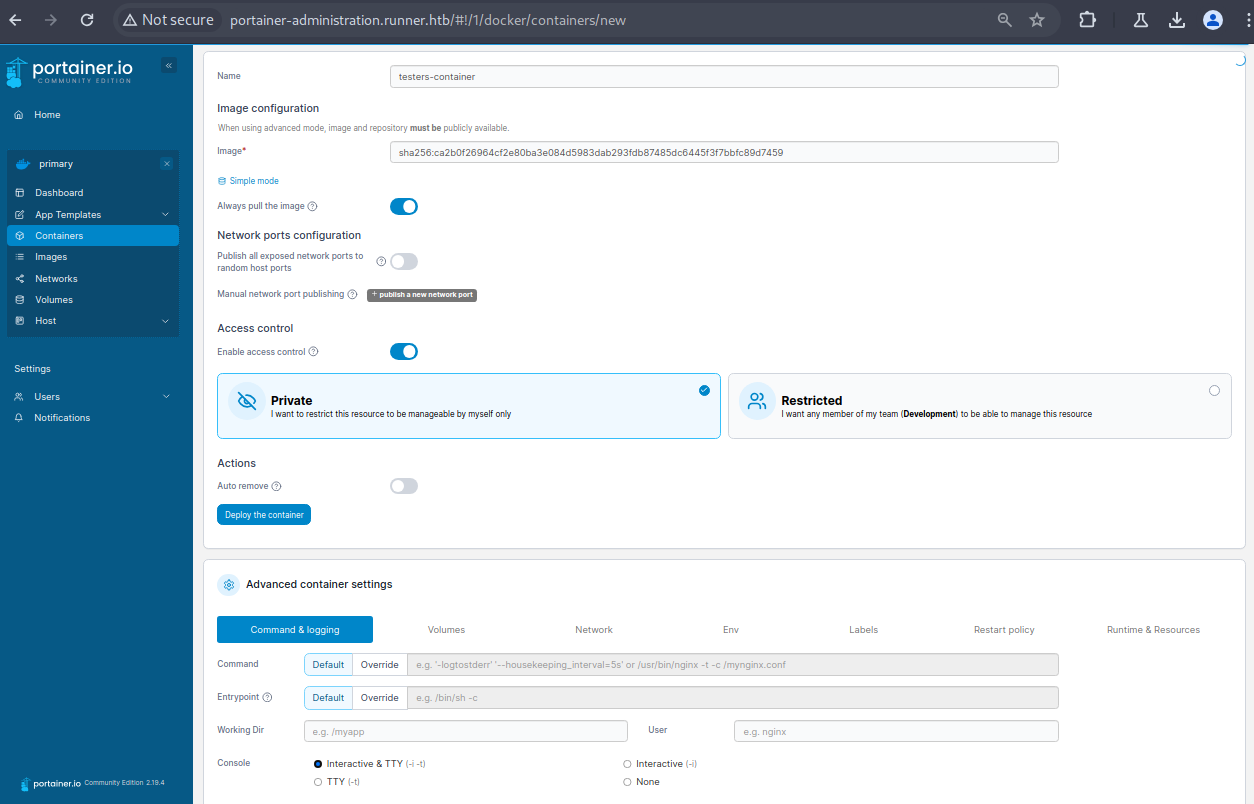 Not secure portainer-administration.runner.htb/#!/1/docker/containers/new
portainer.io
COMMUNITY EDITION
Home
primary
Dashboard
App Templates
Containers
Images
Networks
Volumes
Host
Settings
Users
Notifications
portainer.io Community Edition 2.19.4
Name testers-container
Image configuration
When using advanced mode, image and repository must be publicly available.
Image* sha256:ca2b0f26964cf2e80ba3e084d5983dab293fdb87485dc6445f3f7bbfc89d7459
Simple mode
Always pull the image
Network ports configuration
Publish all exposed network ports to
random host ports
Manual network port publishing + publish a new network port
Access control
Enable access control
Private
I want to restrict this resource to be manageable by myself only
Restricted
I want any member of my team (Development) to be able to manage this resource
Actions
Auto remove
Deploy the container
Advanced container settings
Command & logging Volumes Network Env Labels Restart policy Runtime & Resources
Command Default Override e.g. '-logtostderr' '--housekeeping_interval=5s' or /usr/bin/nginx -t -c /mynginx.conf
Entrypoint Default Override e.g. /bin/sh -c
Working Dir e.g. /myapp User e.g. nginx
Console Interactive & TTY (-i -t) Interactive (-i)
TTY (-t) None